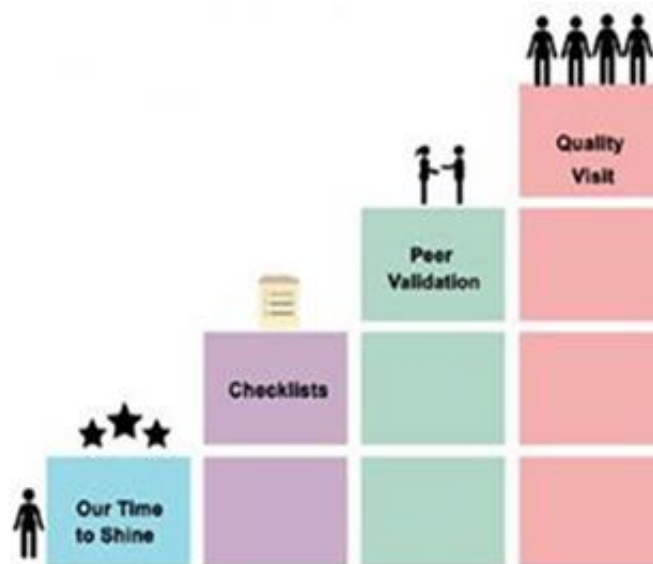 Quality
Visit
Peer
Validation
Checklists
Our Time
to Shine